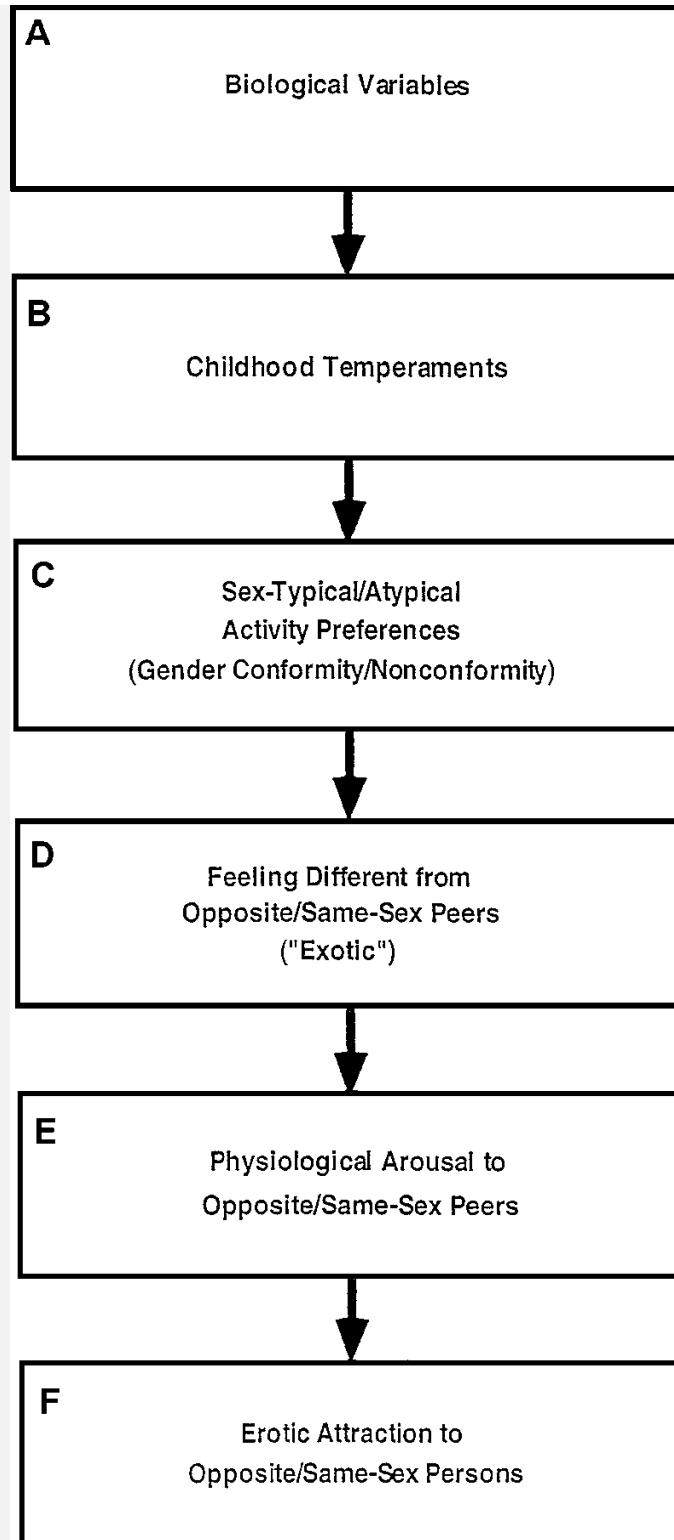 A
Biological Variables
B
Childhood Temperaments
C
Sex-Typical/Atypical
Activity Preferences
(Gender Conformity/Nonconformity)
D
Feeling Different from
Opposite/Same-Sex Peers
("Exotic")
E
Physiological Arousal to
Opposite/Same-Sex Peers
F
Erotic Attraction to
Opposite/Same-Sex Persons